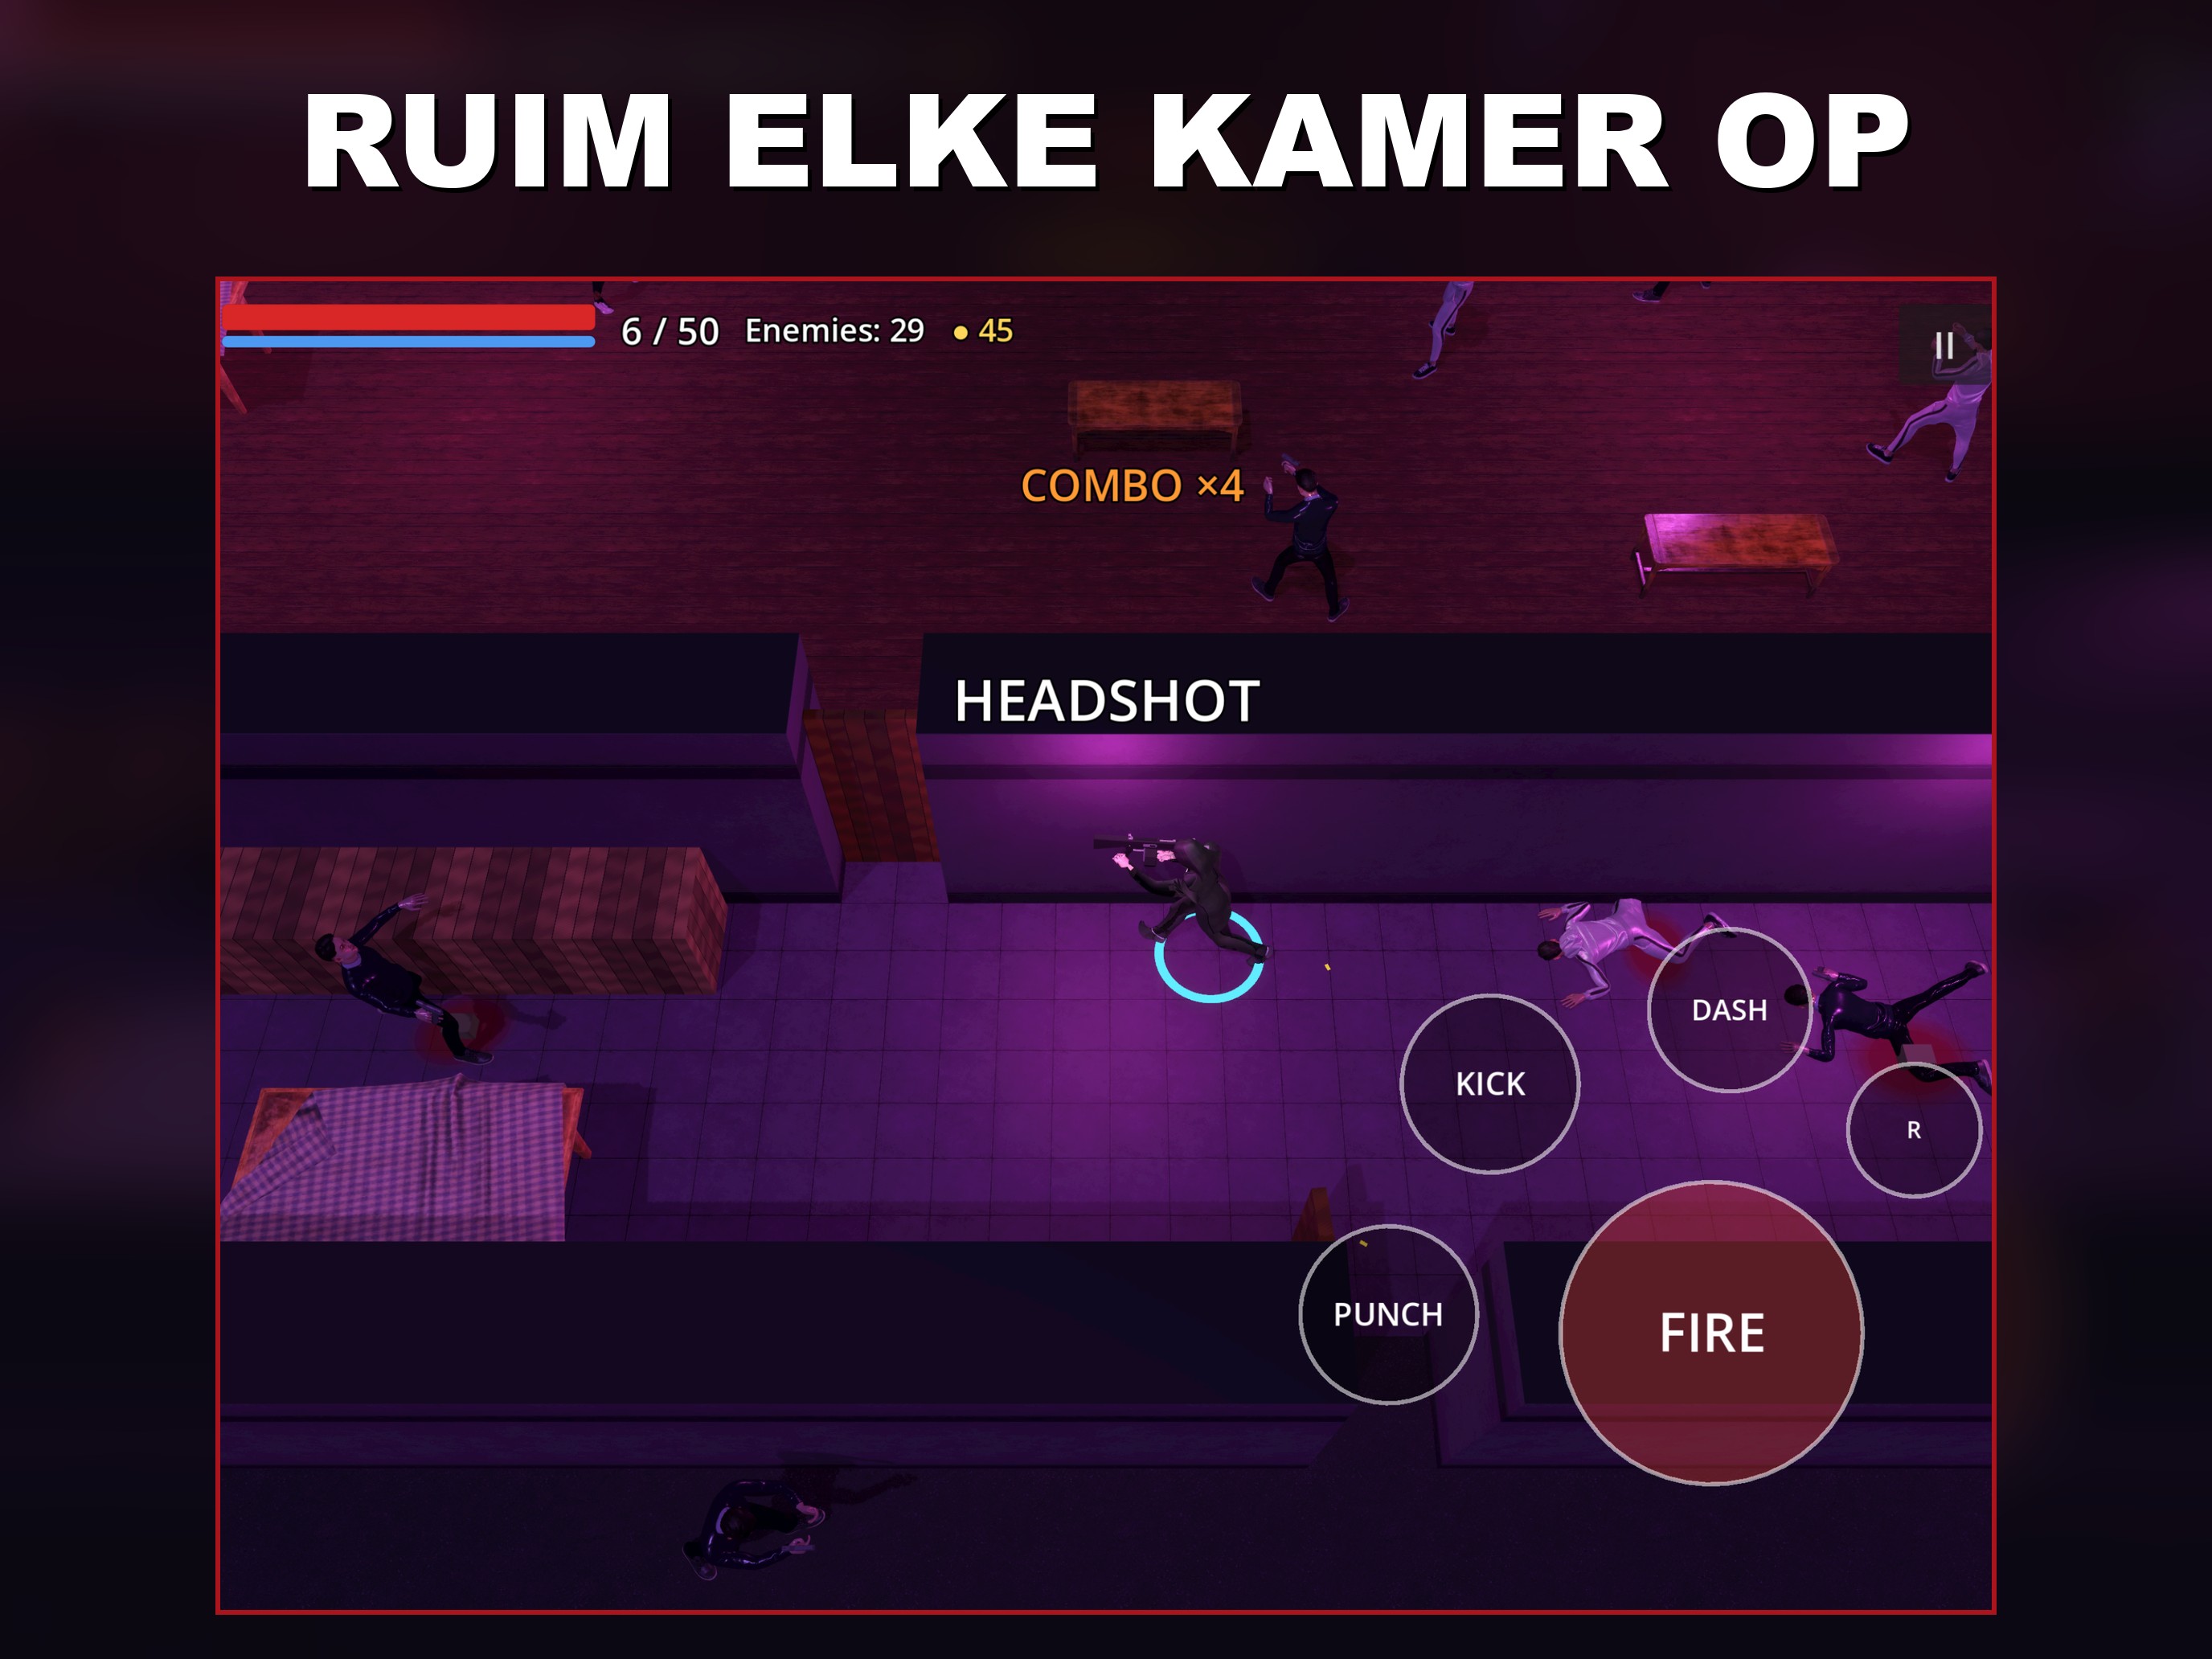 RUIM ELKE KAMER OP
6 / 50 Enemies: 29 ● 45
COMBO ×4
HEADSHOT
DASH
KICK
R
PUNCH
FIRE